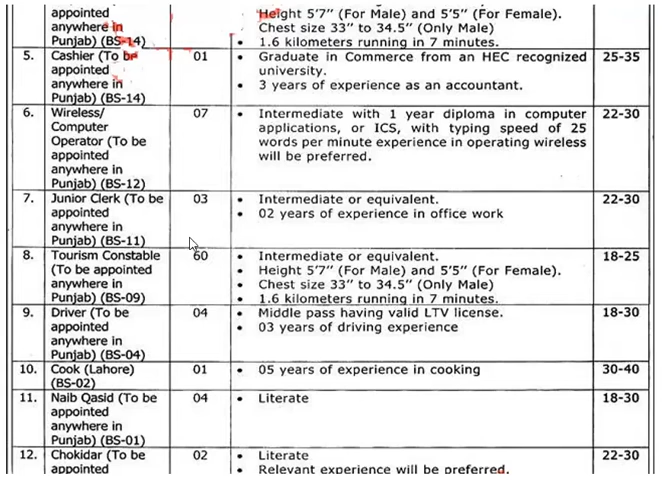 appointed
anywhere in
Punjab) (BS-14)
Height 5'7" (For Male) and 5'5" (For Female).
Chest size 33" to 34.5" (Only Male)
• 1.6 kilometers running in 7 minutes.
5. Cashier (To be
appointed
anywhere in
Punjab) (BS-14)
01
• Graduate in Commerce from an HEC recognized
university.
• 3 years of experience as an accountant.
25-35
6. Wireless/
Computer
Operator (To be
appointed
anywhere in
Punjab) (BS-12)
07
• Intermediate with 1 year diploma in computer
applications, or ICS, with typing speed of 25
words per minute experience in operating wireless
will be preferred.
22-30
7. Junior Clerk (To be
appointed
anywhere in
Punjab) (BS-11)
03
• Intermediate or equivalent.
• 02 years of experience in office work
22-30
8. Tourism Constable
(To be appointed
anywhere in
Punjab) (BS-09)
60
• Intermediate or equivalent.
• Height 5'7" (For Male) and 5'5" (For Female).
• Chest size 33" to 34.5" (Only Male)
• 1.6 kilometers running in 7 minutes.
18-25
9. Driver (To be
appointed
anywhere in
Punjab) (BS-04)
04
• Middle pass having valid LTV license.
• 03 years of driving experience
18-30
10. Cook (Lahore)
(BS-02)
01
• 05 years of experience in cooking
30-40
11. Naib Qasid (To be
appointed
anywhere in
Punjab) (BS-01)
04
• Literate
18-30
12. Chokidar (To be
appointed
02
• Literate
• Relevant experience will be preferred.
22-30